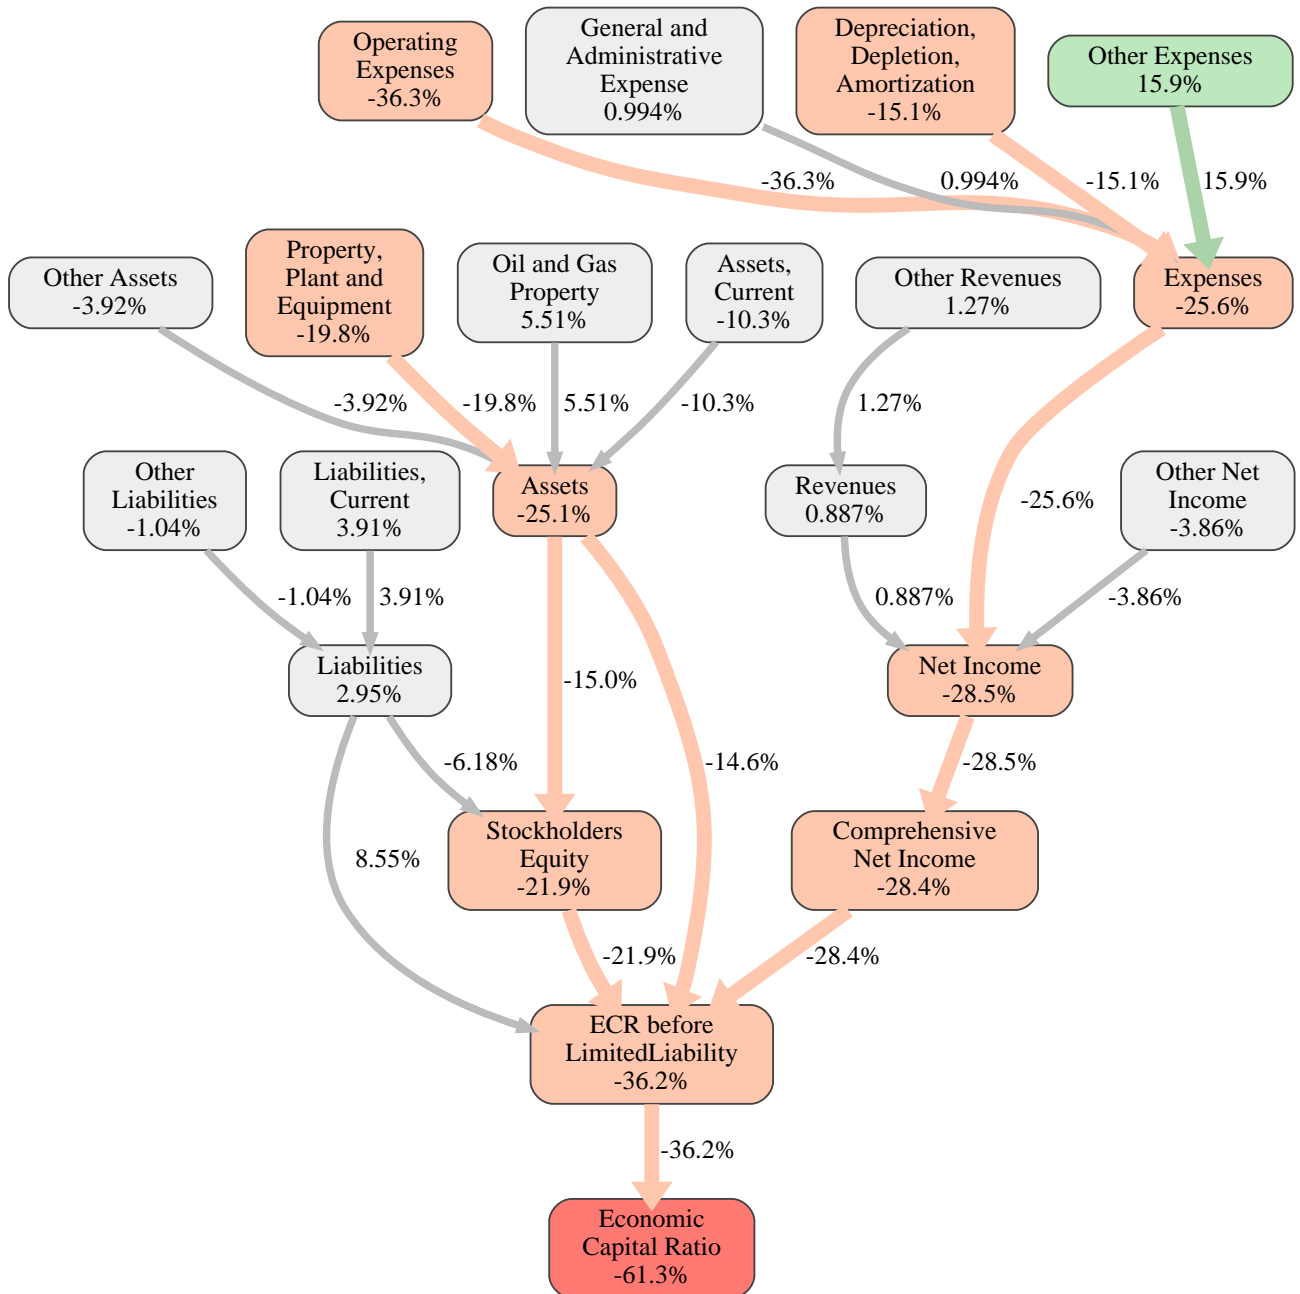 Operating
Expenses
-36.3%
General and
Administrative
Expense
0.994%
Depreciation,
Depletion,
Amortization
-15.1%
Other Expenses
15.9%
-36.3%
0.994%
-15.1%
15.9%
Other Assets
-3.92%
Property,
Plant and
Equipment
-19.8%
Oil and Gas
Property
5.51%
Assets,
Current
-10.3%
Other Revenues
1.27%
Expenses
-25.6%
-3.92%
-19.8%
5.51%
-10.3%
1.27%
-25.6%
Other
Liabilities
-1.04%
Liabilities,
Current
3.91%
Assets
-25.1%
Revenues
0.887%
Other Net
Income
-3.86%
-1.04%
3.91%
0.887%
-3.86%
Liabilities
2.95%
-15.0%
Net Income
-28.5%
-6.18%
-14.6%
-28.5%
8.55%
Stockholders
Equity
-21.9%
Comprehensive
Net Income
-28.4%
-21.9%
-28.4%
ECR before
LimitedLiability
-36.2%
-36.2%
Economic
Capital Ratio
-61.3%